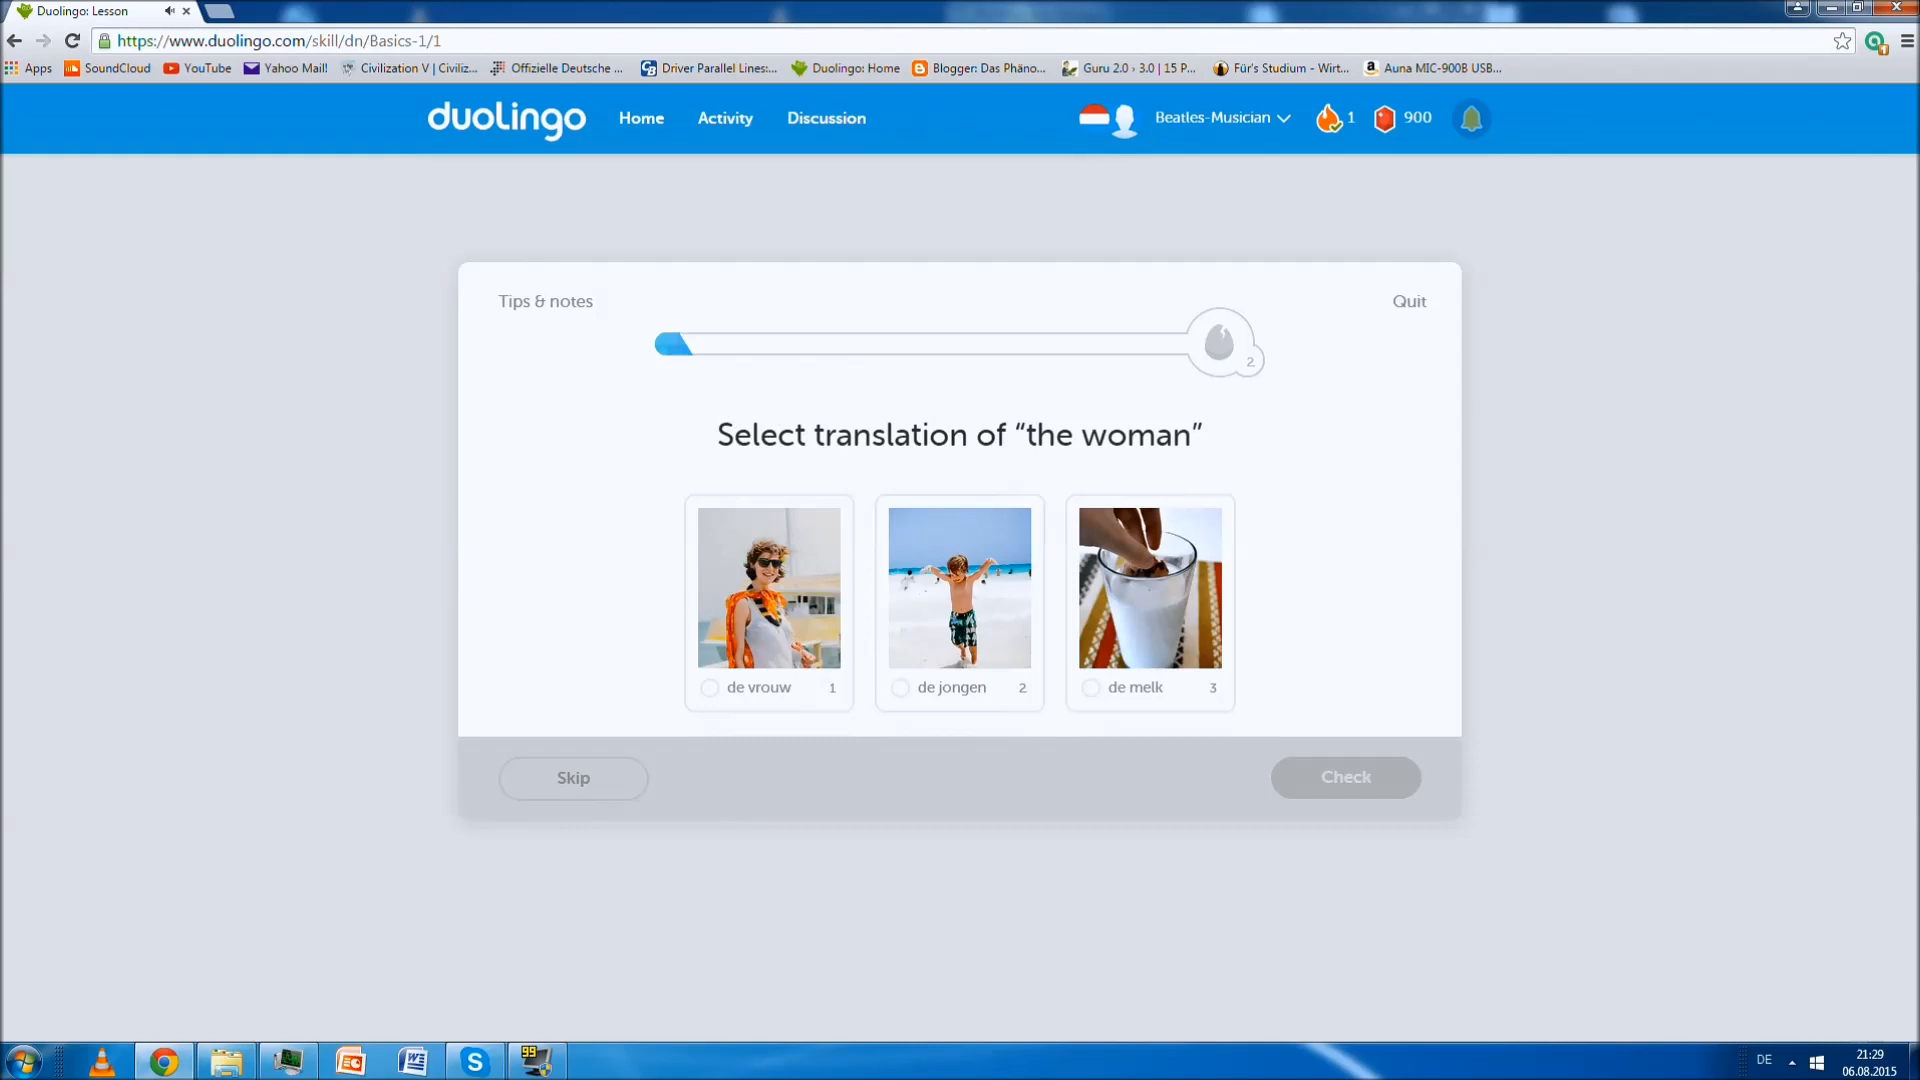 Duolingo: Lesson
https://www.duolingo.com/skill/dn/Basics-1/1
Apps SoundCloud YouTube Yahoo Mail! Civilization V | Civiliz... Offizielle Deutsche ... Driver Parallel Lines:... Duolingo: Home Blogger: Das Phäno... Guru 2.0 › 3.0 | 15 P... Für's Studium - Wirt... Auna MIC-900B USB...
duolingo Home Activity Discussion Beatles-Musician 1 900
Tips & notes Quit
2
Select translation of “the woman”
de vrouw 1 de jongen 2 de melk 3
Skip Check
99
DE 21:29
06.08.2015